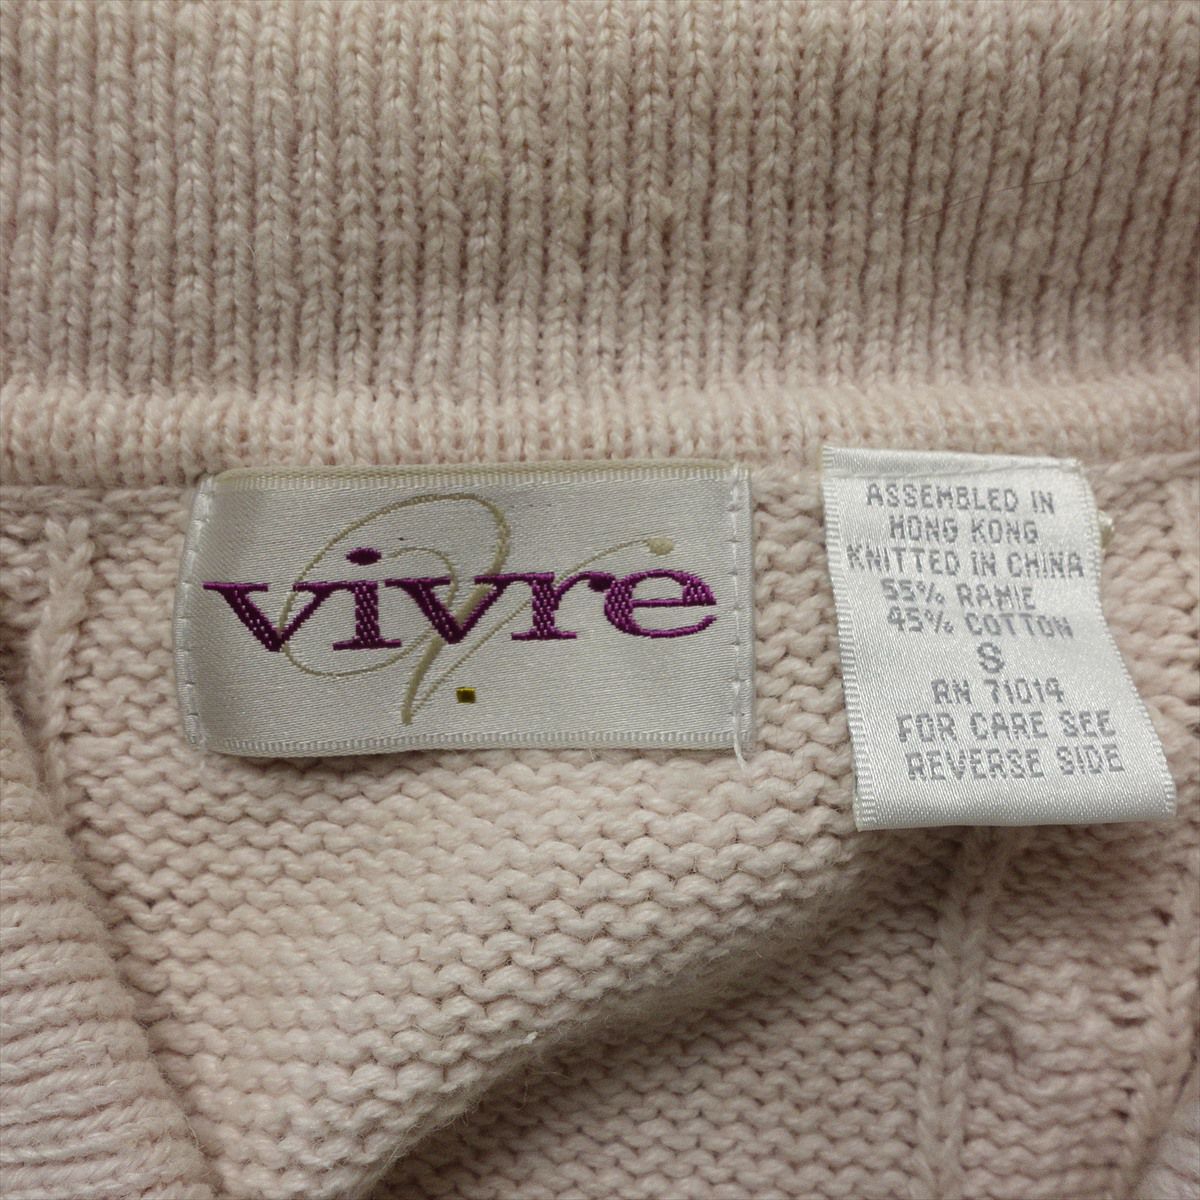 vivre
ASSEMBLED IN
HONG KONG
KNITTED IN CHINA
55% RAMIE
45% COTTON
S
RN 71014
FOR CARE SEE
REVERSE SIDE